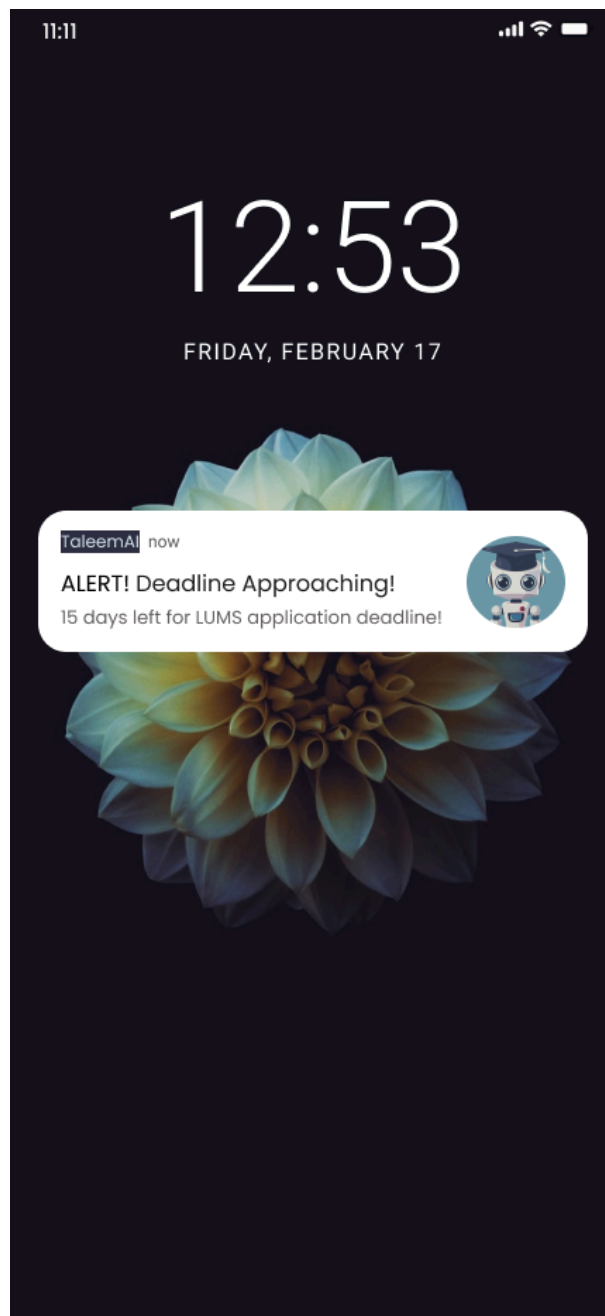 11:11
12:53
FRIDAY, FEBRUARY 17
TaleemAI now
ALERT! Deadline Approaching!
15 days left for LUMS application deadline!